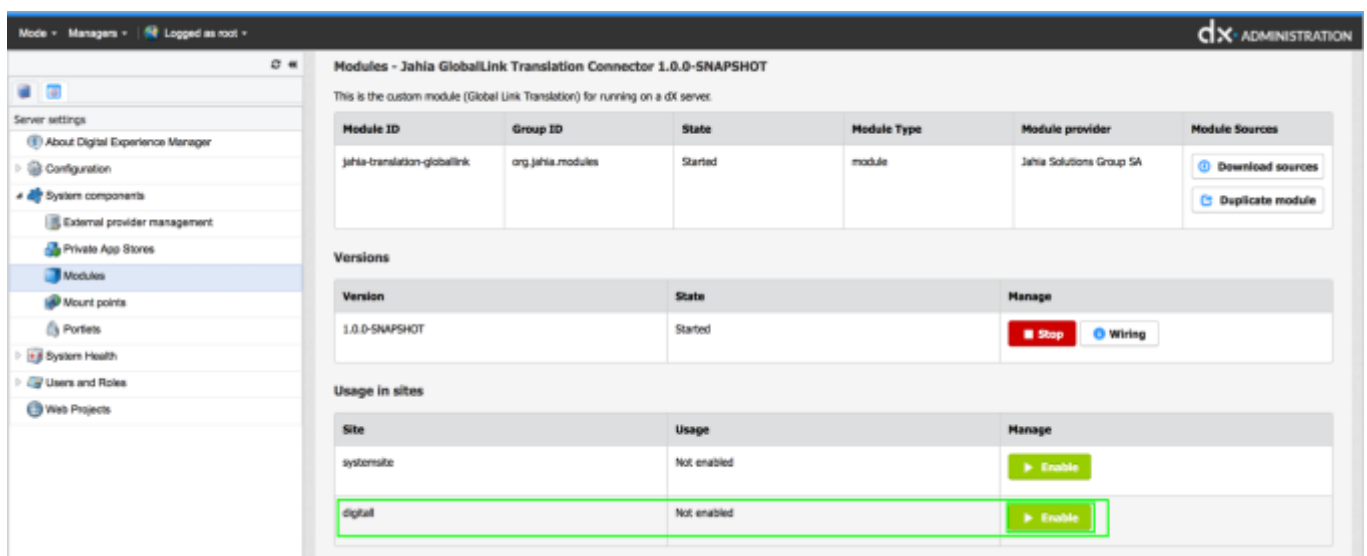 Mode Managers Logged as root
dx ADMINISTRATION
Server settings
About Digital Experience Manager
Configuration
System components
External provider management
Private App Stores
Modules
Mount points
Portlets
System Health
Users and Roles
Web Projects
Modules - Jahia GlobalLink Translation Connector 1.0.0-SNAPSHOT
This is the custom module (Global Link Translation) for running on a dX server.
Module ID Group ID State Module Type Module provider Module Sources
jahia-translation-globallink org.jahia.modules Started module Jahia Solutions Group SA Download sources
Duplicate module
Versions
Version State Manage
1.0.0-SNAPSHOT Started Stop Wiring
Usage in sites
Site Usage Manage
systemsite Not enabled Enable
digitall Not enabled Enable